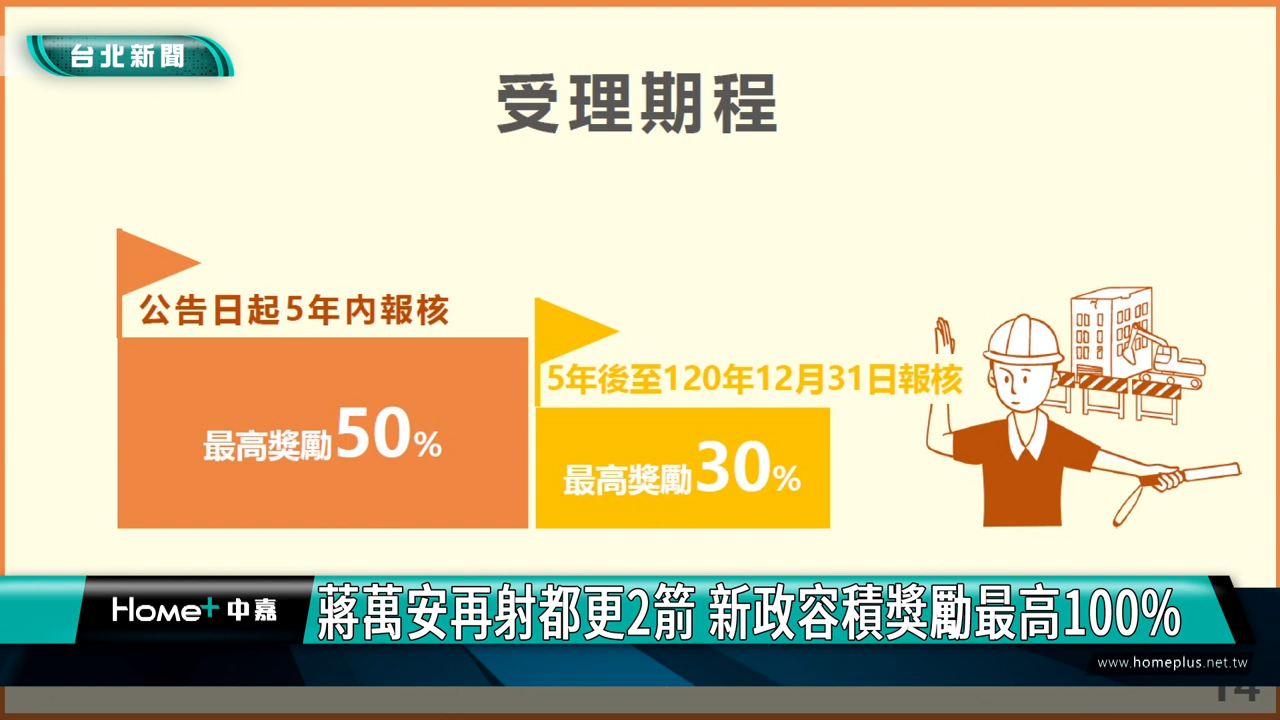 台北新聞
受理期程
公告日起5年內報核
最高獎勵50%
5年後至120年12月31日報核
最高獎勵30%
Home+中嘉
蔣萬安再射都更2箭 新政容積獎勵最高100%
www.homeplus.net.tw
14